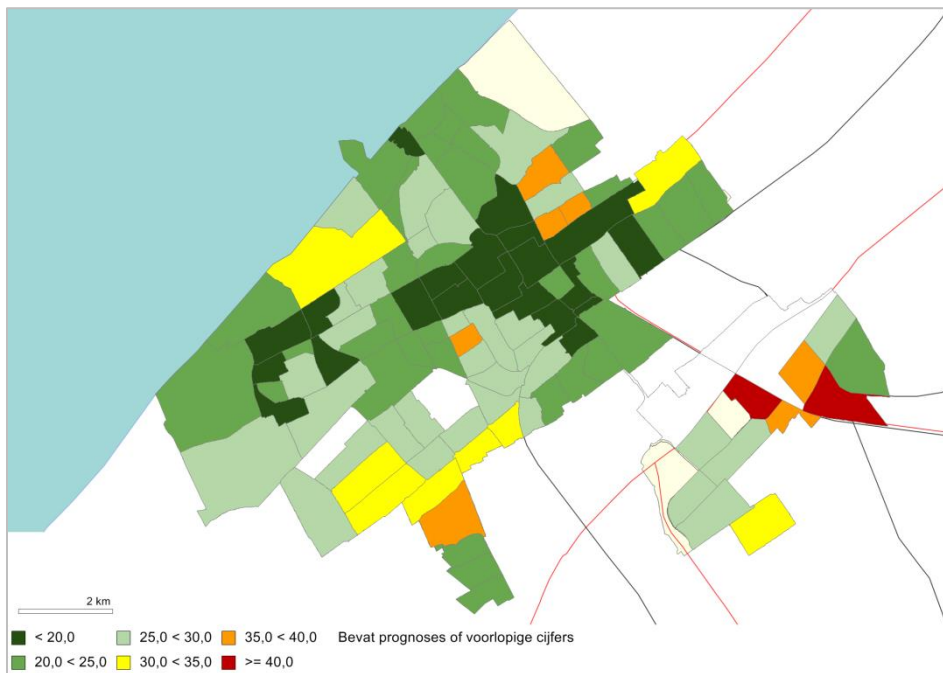 2 km
< 20,0 25,0 < 30,0 35,0 < 40,0 Bevat prognoses of voorlopige cijfers
20,0 < 25,0 30,0 < 35,0 >= 40,0